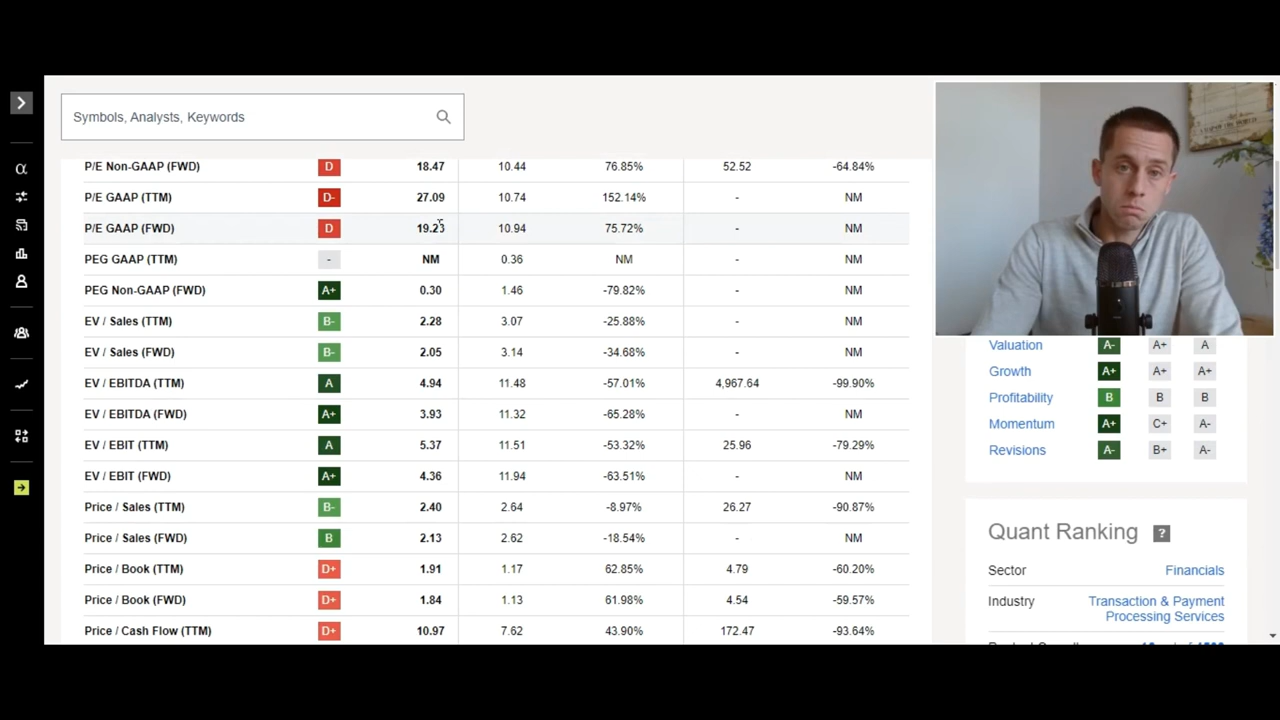 Symbols, Analysts, Keywords
P/E Non-GAAP (FWD) D 18.47 10.44 76.85% 52.52 -64.84%
P/E GAAP (TTM) D- 27.09 10.74 152.14% - NM
P/E GAAP (FWD) D 19.23 10.94 75.72% - NM
PEG GAAP (TTM) - NM 0.36 NM - NM
PEG Non-GAAP (FWD) A+ 0.30 1.46 -79.82% - NM
EV / Sales (TTM) B- 2.28 3.07 -25.88% - NM
EV / Sales (FWD) B- 2.05 3.14 -34.68% - NM
EV / EBITDA (TTM) A 4.94 11.48 -57.01% 4,967.64 -99.90%
EV / EBITDA (FWD) A+ 3.93 11.32 -65.28% - NM
EV / EBIT (TTM) A 5.37 11.51 -53.32% 25.96 -79.29%
EV / EBIT (FWD) A+ 4.36 11.94 -63.51% - NM
Price / Sales (TTM) B- 2.40 2.64 -8.97% 26.27 -90.87%
Price / Sales (FWD) B 2.13 2.62 -18.54% - NM
Price / Book (TTM) D+ 1.91 1.17 62.85% 4.79 -60.20%
Price / Book (FWD) D+ 1.84 1.13 61.98% 4.54 -59.57%
Price / Cash Flow (TTM) D+ 10.97 7.62 43.90% 172.47 -93.64%
Valuation A- A+ A
Growth A+ A+ A+
Profitability B B B
Momentum A+ C+ A-
Revisions A- B+ A-
Quant Ranking ?
Sector Financials
Industry Transaction & Payment
Processing Services